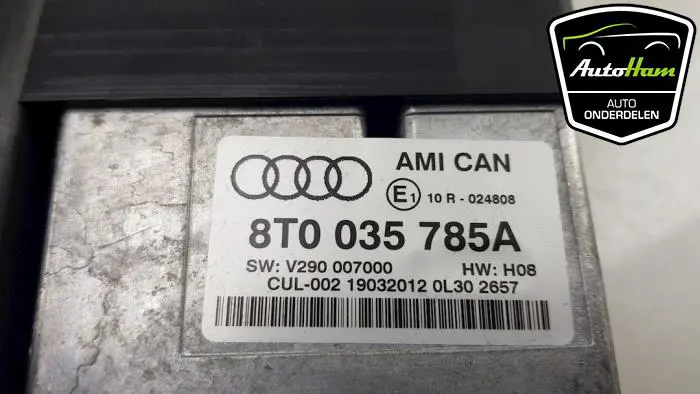 AutoHam
AUTO
ONDERDELEN
AMI CAN
E1 10 R - 024808
8T0 035 785A
SW: V290 007000 HW: H08
CUL-002 19032012 0L30 2657